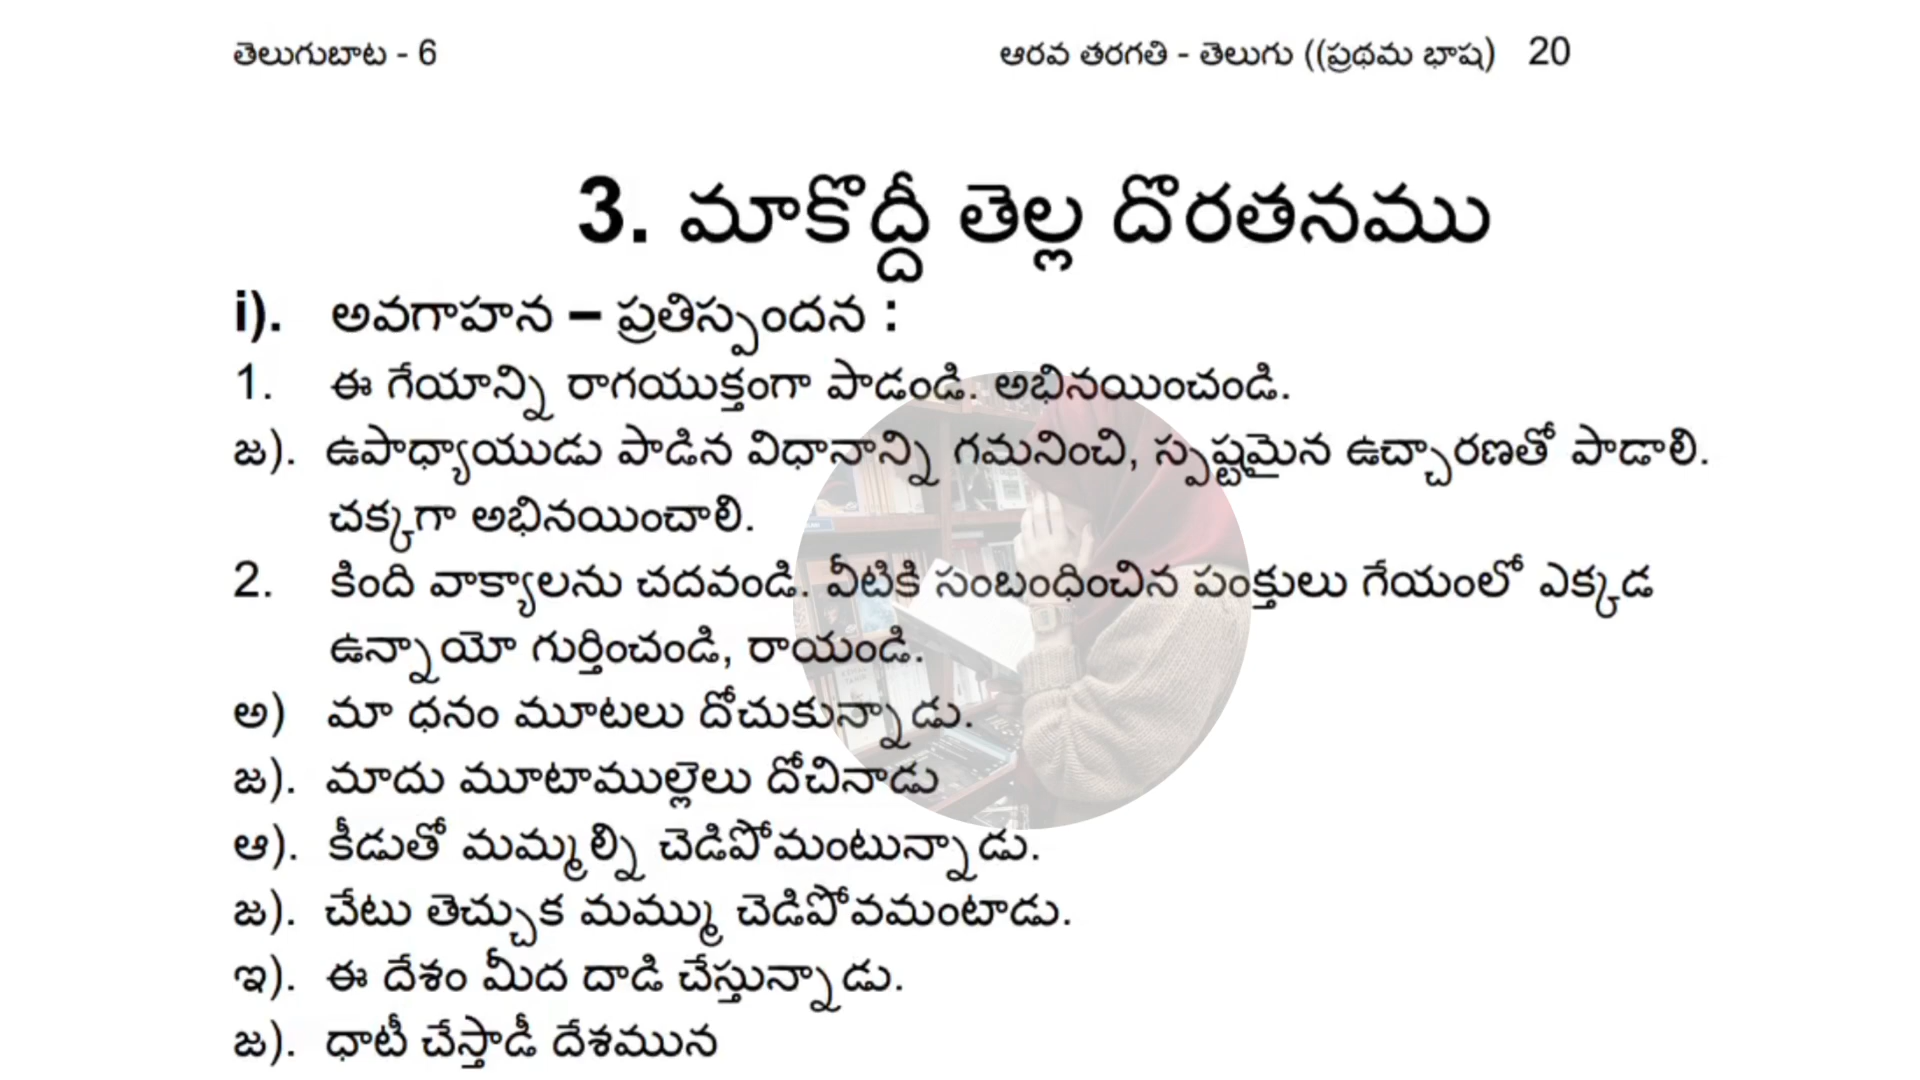 తెలుగుబాట - 6 ఆరవ తరగతి - తెలుగు ((ప్రథమ భాష) 20
3. మాకొద్దీ తెల్ల దొరతనము
i). అవగాహన – ప్రతిస్పందన :
1. ఈ గేయాన్ని రాగయుక్తంగా పాడండి. అభినయించండి.
జ). ఉపాధ్యాయుడు పాడిన విధానాన్ని గమనించి, స్పష్టమైన ఉచ్చారణతో పాడాలి.
చక్కగా అభినయించాలి.
2. కింది వాక్యాలను చదవండి. వీటికి సంబంధించిన పంక్తులు గేయంలో ఎక్కడ
ఉన్నాయో గుర్తించండి, రాయండి.
అ) మా ధనం మూటలు దోచుకున్నాడు.
జ). మాదు మూటాముల్లెలు దోచినాడు
ఆ). కీడుతో మమ్మల్ని చెడిపోమంటున్నాడు.
జ). చేటు తెచ్చుక మమ్ము చెడిపోవమంటాడు.
ఇ). ఈ దేశం మీద దాడి చేస్తున్నాడు.
జ). ధాటీ చేస్తాడీ దేశమున